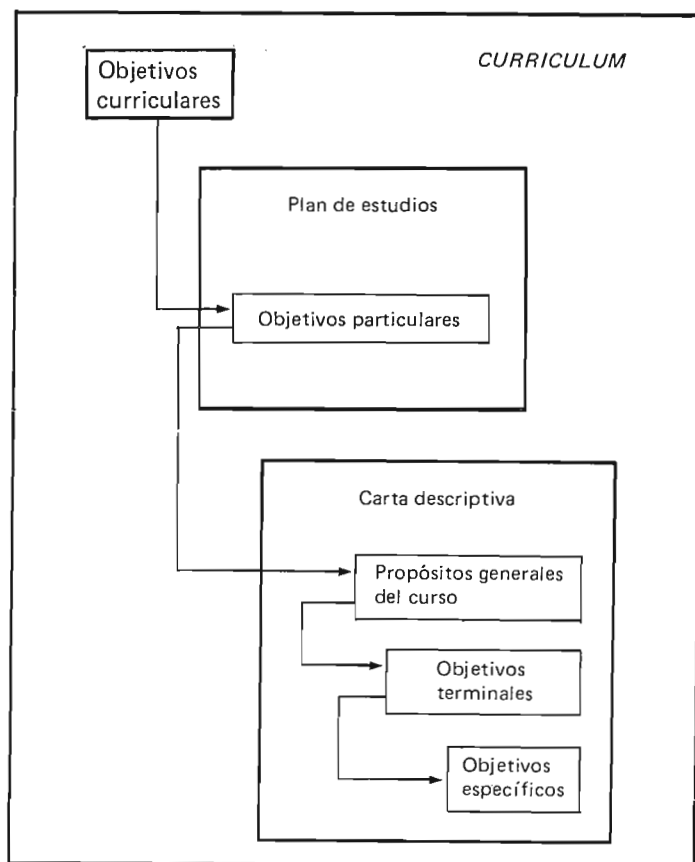 CURRICULUM
Objetivos
curriculares
Plan de estudios
Objetivos particulares
Carta descriptiva
Propósitos generales
del curso
Objetivos
terminales
Objetivos
específicos